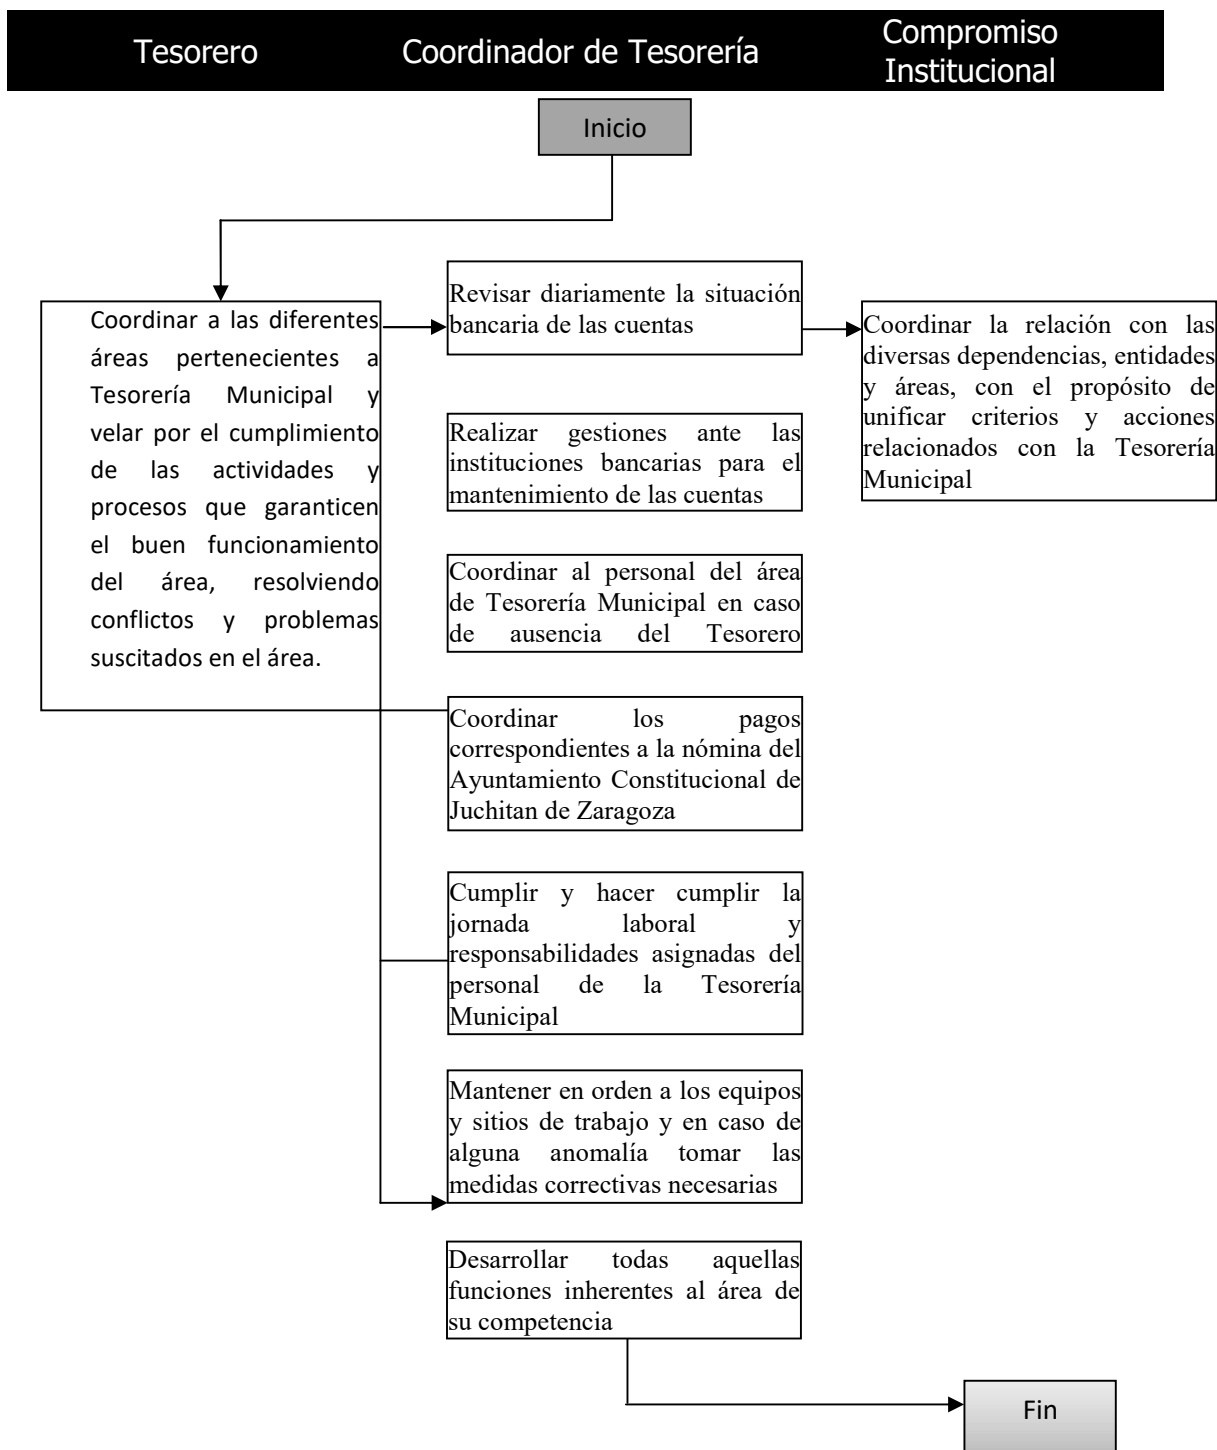 Tesorero
Coordinador de Tesorería
Compromiso
Institucional
Inicio
Coordinar a las diferentes
áreas pertenecientes a
Tesorería Municipal y
velar por el cumplimiento
de las actividades y
procesos que garanticen
el buen funcionamiento
del área, resolviendo
conflictos y problemas
suscitados en el área.
Revisar diariamente la situación
bancaria de las cuentas
Coordinar la relación con las
diversas dependencias, entidades
y áreas, con el propósito de
unificar criterios y acciones
relacionados con la Tesorería
Municipal
Realizar gestiones ante las
instituciones bancarias para el
mantenimiento de las cuentas
Coordinar al personal del área
de Tesorería Municipal en caso
de ausencia del Tesorero
Coordinar los pagos
correspondientes a la nómina del
Ayuntamiento Constitucional de
Juchitan de Zaragoza
Cumplir y hacer cumplir la
jornada laboral y
responsabilidades asignadas del
personal de la Tesorería
Municipal
Mantener en orden a los equipos
y sitios de trabajo y en caso de
alguna anomalía tomar las
medidas correctivas necesarias
Desarrollar todas aquellas
funciones inherentes al área de
su competencia
Fin